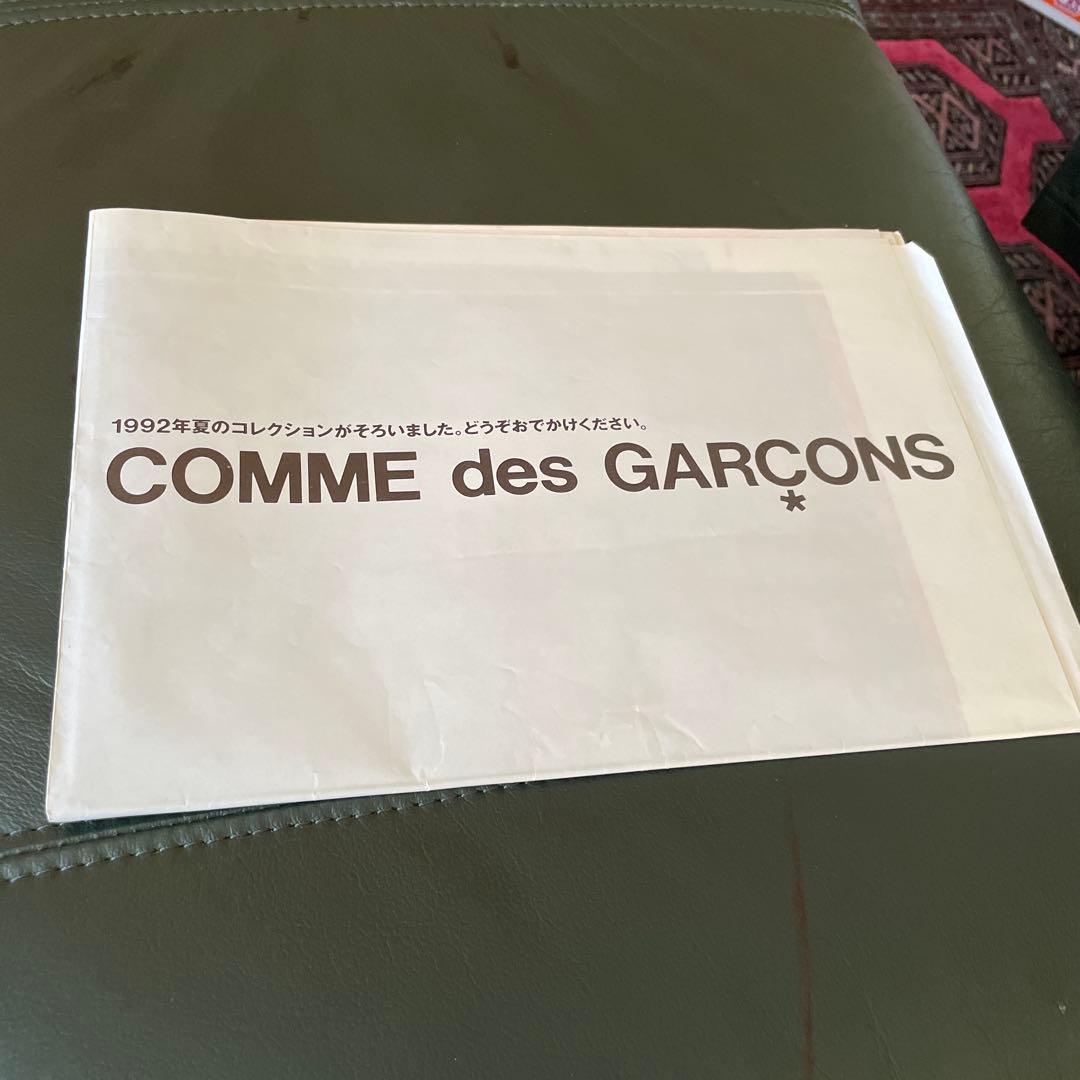 1992年夏のコレクションがそろいました。どうぞおでかけください。
COMME des GARÇONS